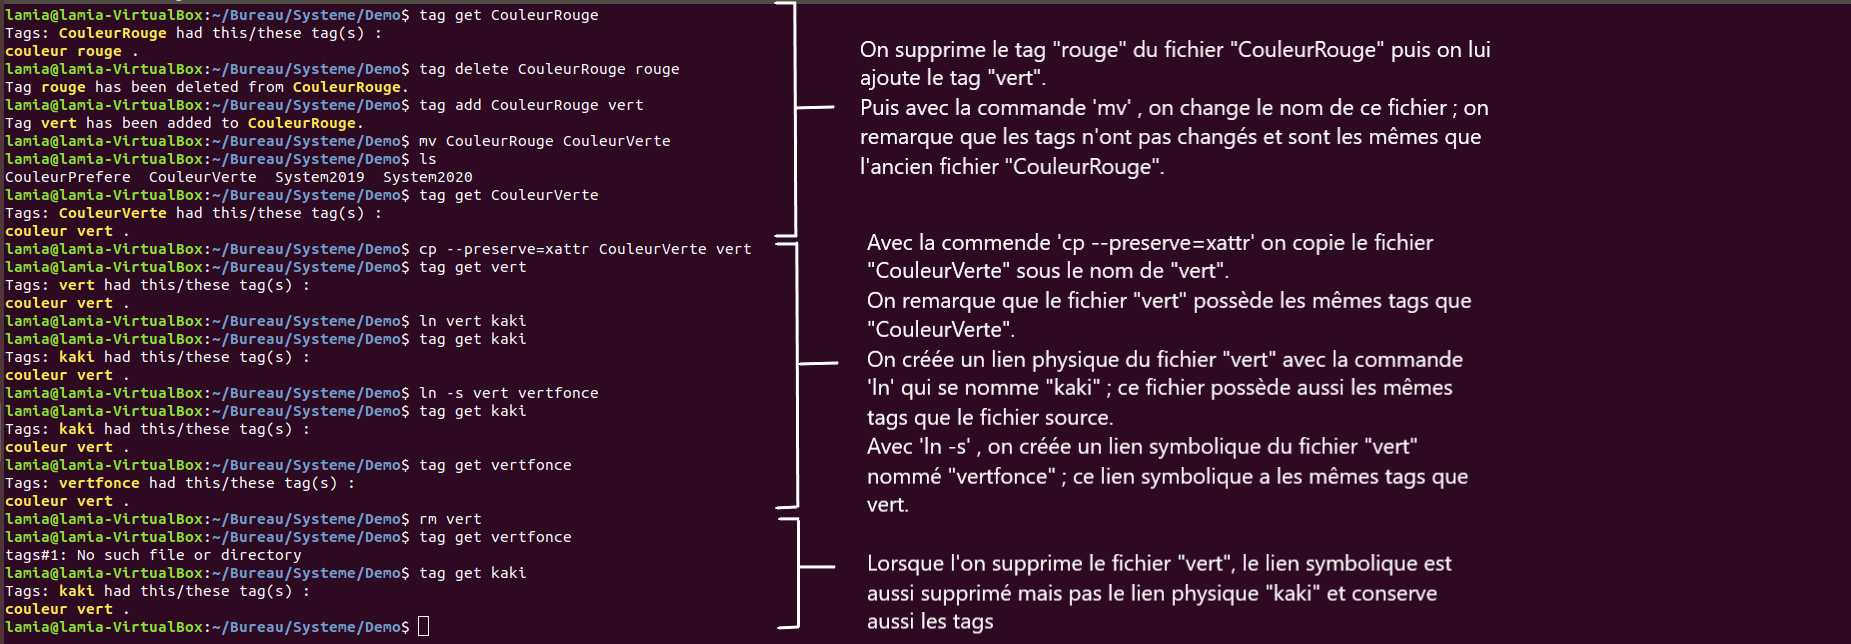 lamia@lamia-VirtualBox:~/Bureau/Systeme/Demo$ tag get CouleurRouge
Tags: CouleurRouge had this/these tag(s) :
couleur rouge .
lamia@lamia-VirtualBox:~/Bureau/Systeme/Demo$ tag delete CouleurRouge rouge
Tag rouge has been deleted from CouleurRouge.
lamia@lamia-VirtualBox:~/Bureau/Systeme/Demo$ tag add CouleurRouge vert
Tag vert has been added to CouleurRouge.
lamia@lamia-VirtualBox:~/Bureau/Systeme/Demo$ mv CouleurRouge CouleurVerte
lamia@lamia-VirtualBox:~/Bureau/Systeme/Demo$ ls
CouleurPrefere  CouleurVerte  System2019  System2020
lamia@lamia-VirtualBox:~/Bureau/Systeme/Demo$ tag get CouleurVerte
Tags: CouleurVerte had this/these tag(s) :
couleur vert .
lamia@lamia-VirtualBox:~/Bureau/Systeme/Demo$ cp --preserve=xattr CouleurVerte vert
lamia@lamia-VirtualBox:~/Bureau/Systeme/Demo$ tag get vert
Tags: vert had this/these tag(s) :
couleur vert .
lamia@lamia-VirtualBox:~/Bureau/Systeme/Demo$ ln vert kaki
lamia@lamia-VirtualBox:~/Bureau/Systeme/Demo$ tag get kaki
Tags: kaki had this/these tag(s) :
couleur vert .
lamia@lamia-VirtualBox:~/Bureau/Systeme/Demo$ ln -s vert vertfonce
lamia@lamia-VirtualBox:~/Bureau/Systeme/Demo$ tag get kaki
Tags: kaki had this/these tag(s) :
couleur vert .
lamia@lamia-VirtualBox:~/Bureau/Systeme/Demo$ tag get vertfonce
Tags: vertfonce had this/these tag(s) :
couleur vert .
lamia@lamia-VirtualBox:~/Bureau/Systeme/Demo$ rm vert
lamia@lamia-VirtualBox:~/Bureau/Systeme/Demo$ tag get vertfonce
tags#1: No such file or directory
lamia@lamia-VirtualBox:~/Bureau/Systeme/Demo$ tag get kaki
Tags: kaki had this/these tag(s) :
couleur vert .
lamia@lamia-VirtualBox:~/Bureau/Systeme/Demo$
On supprime le tag "rouge" du fichier "CouleurRouge" puis on lui
ajoute le tag "vert".
Puis avec la commande 'mv' , on change le nom de ce fichier ; on
remarque que les tags n'ont pas changés et sont les mêmes que
l'ancien fichier "CouleurRouge".
Avec la commende 'cp --preserve=xattr' on copie le fichier
"CouleurVerte" sous le nom de "vert".
On remarque que le fichier "vert" possède les mêmes tags que
"CouleurVerte".
On créée un lien physique du fichier "vert" avec la commande
'ln' qui se nomme "kaki" ; ce fichier possède aussi les mêmes
tags que le fichier source.
Avec 'ln -s' , on créée un lien symbolique du fichier "vert"
nommé "vertfonce" ; ce lien symbolique a les mêmes tags que
vert.
Lorsque l'on supprime le fichier "vert", le lien symbolique est
aussi supprimé mais pas le lien physique "kaki" et conserve
aussi les tags